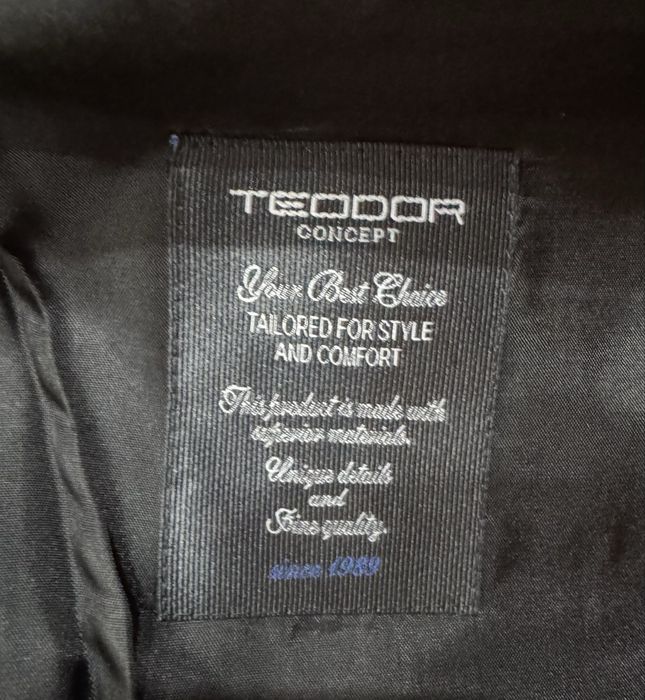 TEODOR
CONCEPT
Your Best Choice
TAILORED FOR STYLE
AND COMFORT
This product is made with
superior materials.
Unique details
and
Fine quality.
since 1989